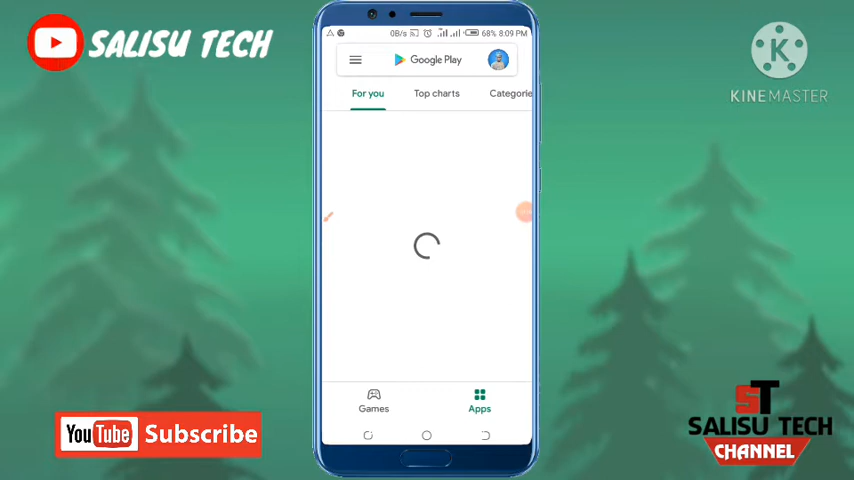 SALISU TECH
KINEMASTER
0B/s 68% 8:09 PM
Google Play
For you
Top charts
Categorie
Games
Apps
YouTube Subscribe
ST
SALISU TECH
CHANNEL